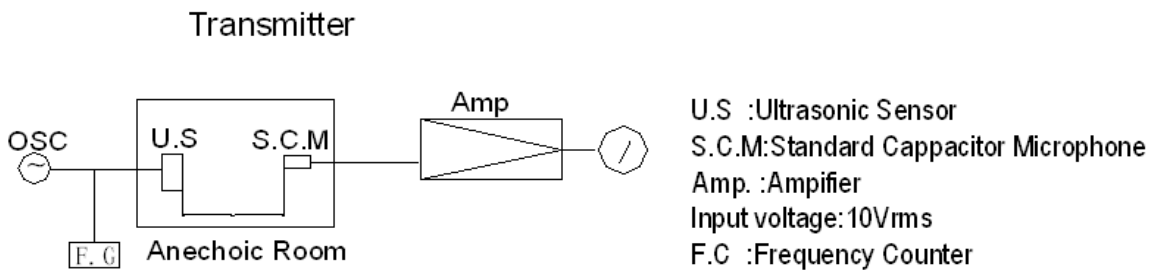 Transmitter
OSC
U.S
S.C.M
Amp
F.G
Anechoic Room
U.S :Ultrasonic Sensor
S.C.M:Standard Cappacitor Microphone
Amp. :Ampifier
Input voltage:10Vrms
F.C :Frequency Counter